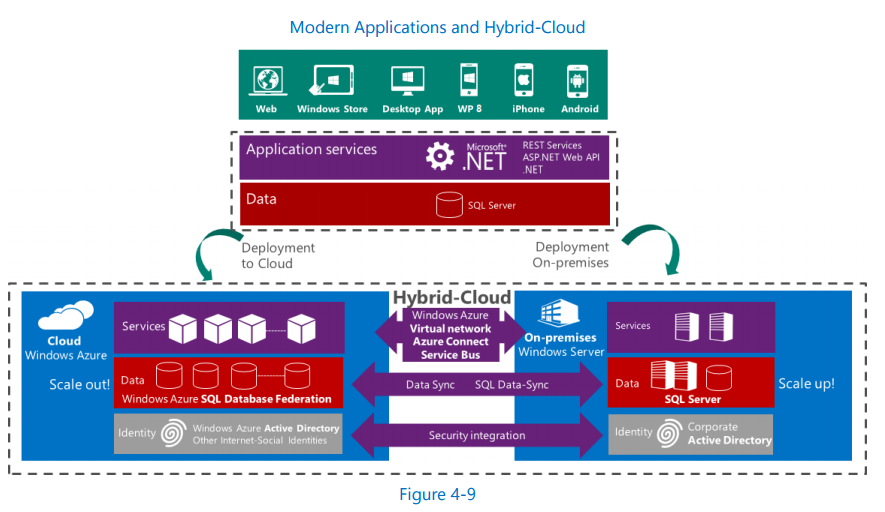 Modern Applications and Hybrid-Cloud
Web
Windows Store
Desktop App
WP 8
iPhone
Android
Application services
Microsoft®
.NET
REST Services
ASP.NET Web API
.NET
Data
SQL Server
Deployment
to Cloud
Deployment
On-premises
Hybrid-Cloud
Cloud
Windows Azure
Scale out!
Services
Data
Windows Azure SQL Database Federation
Identity
Windows Azure Active Directory
Other Internet-Social Identities
Windows Azure
Virtual network
Azure Connect
Service Bus
Data Sync
SQL Data-Sync
Security integration
On-premises
Windows Server
Services
Data
SQL Server
Scale up!
Identity
Corporate
Active Directory
Figure 4-9